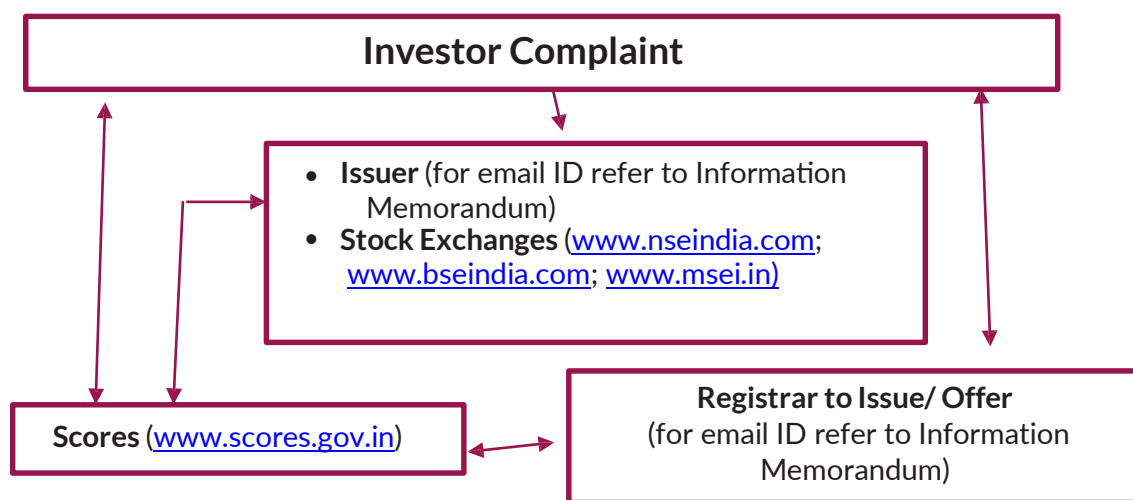 Investor Complaint
• Issuer (for email ID refer to Information
Memorandum)
• Stock Exchanges (www.nseindia.com;
www.bseindia.com; www.msei.in)
Scores (www.scores.gov.in)
Registrar to Issue/ Offer
(for email ID refer to Information
Memorandum)